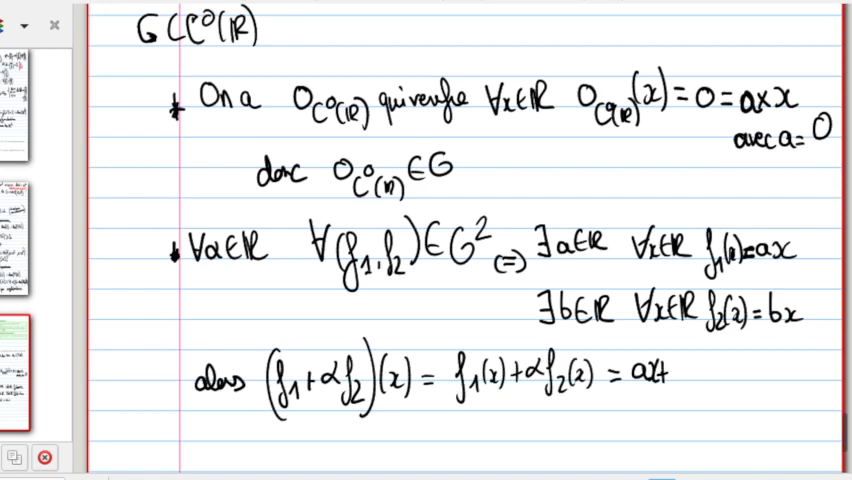 G⊂C⁰(ℝ)
* On a 0_{C⁰(ℝ)} qui vérifie ∀x∈ℝ 0_{C⁰(ℝ)}(x) = 0 = a×x
avec a = 0
donc 0_{C⁰(ℝ)} ∈ G
* ∀α∈ℝ ∀(f₁,f₂)∈G² ⇔ ∃a∈ℝ ∀x∈ℝ f₁(x)=ax
∃b∈ℝ ∀x∈ℝ f₂(x)=bx
alors (f₁+αf₂)(x) = f₁(x)+αf₂(x) = ax+